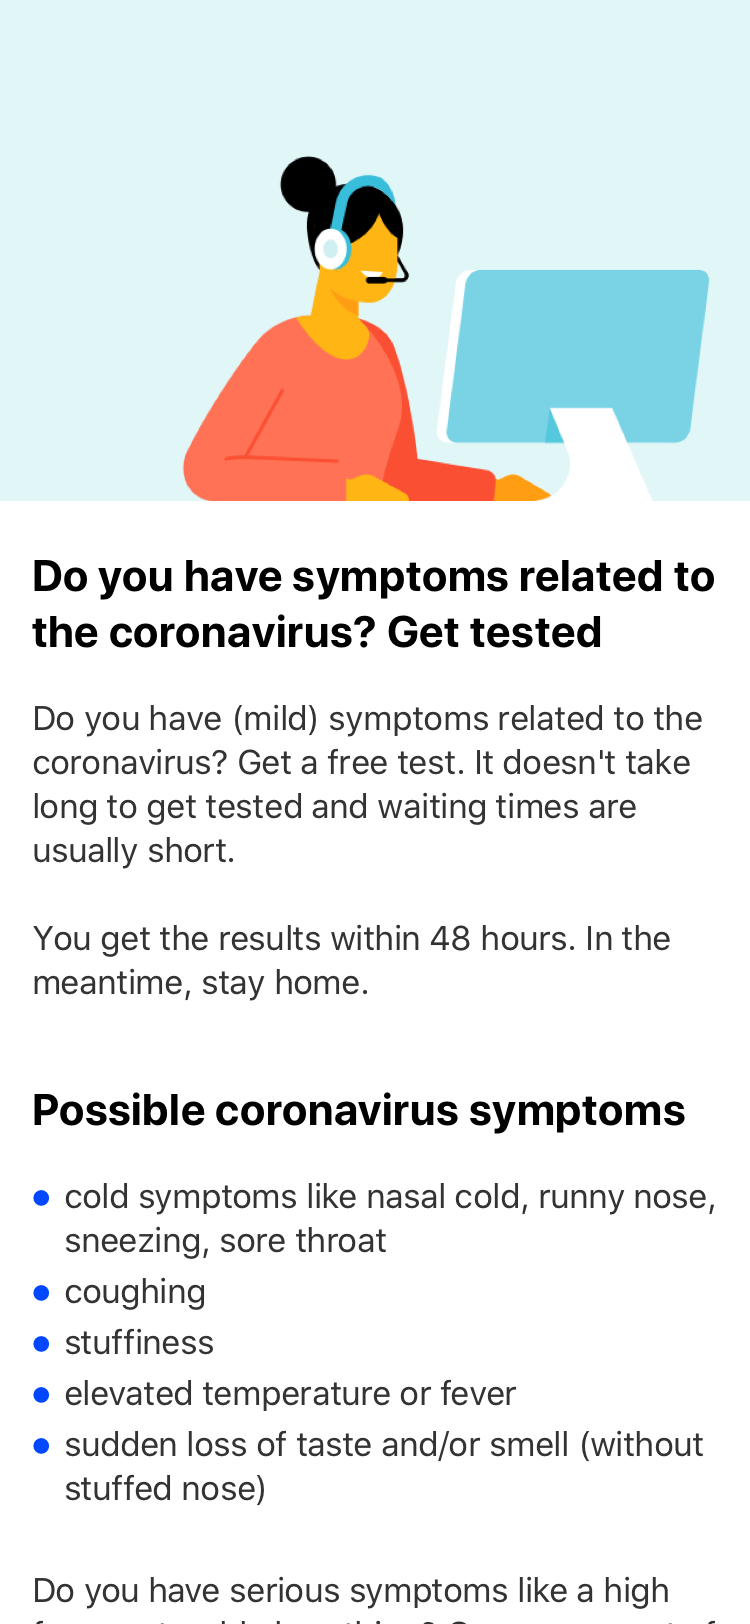 Do you have symptoms related to
the coronavirus? Get tested
Do you have (mild) symptoms related to the
coronavirus? Get a free test. It doesn't take
long to get tested and waiting times are
usually short.
You get the results within 48 hours. In the
meantime, stay home.
Possible coronavirus symptoms
cold symptoms like nasal cold, runny nose,
sneezing, sore throat
coughing
stuffiness
elevated temperature or fever
sudden loss of taste and/or smell (without
stuffed nose)
Do you have serious symptoms like a high